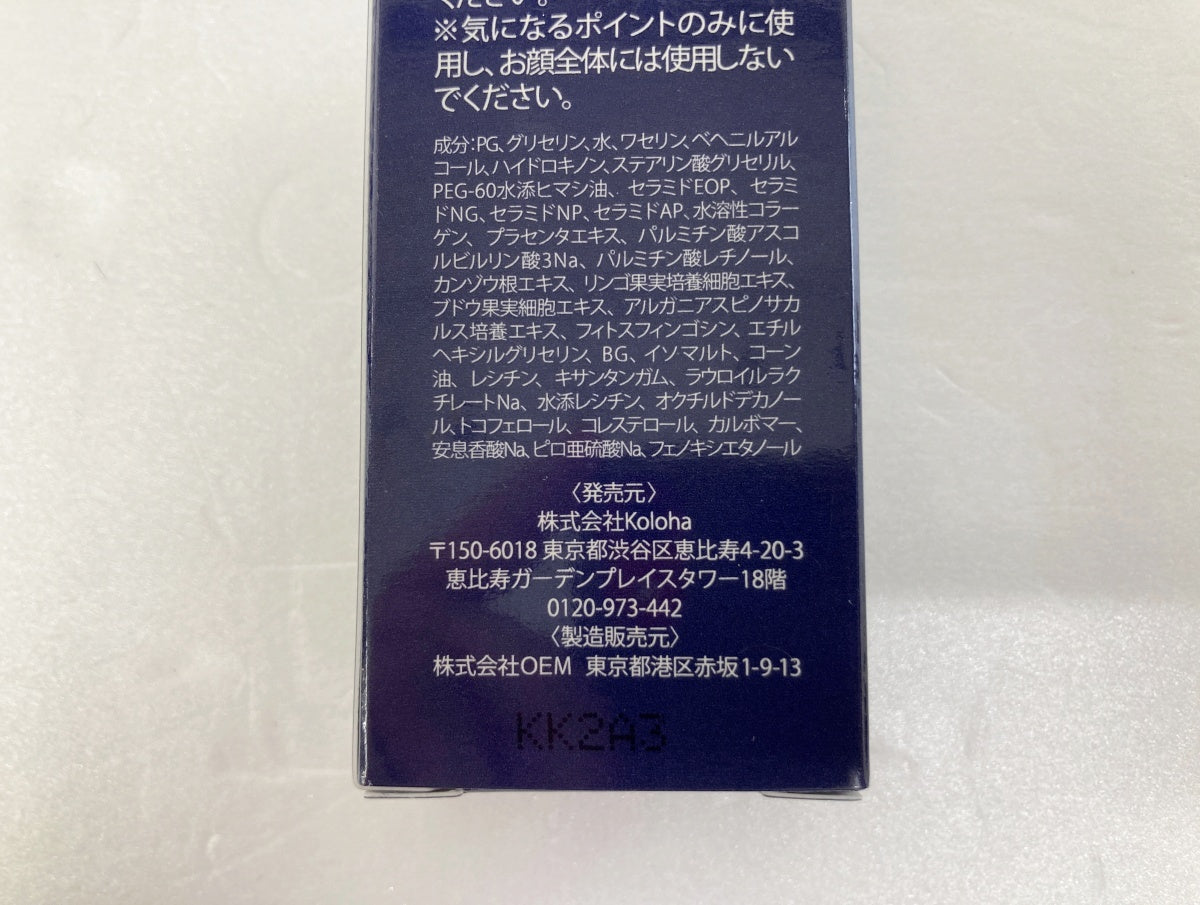 ください。
※気になるポイントのみに使
用し、お顔全体には使用しない
でください。
成分：PG、グリセリン、水、ワセリン、ベヘニルアル
コール、ハイドロキノン、ステアリン酸グリセリル、
PEG-60水添ヒマシ油、セラミドEOP、セラミ
ドNG、セラミドNP、セラミドAP、水溶性コラー
ゲン、プラセンタエキス、パルミチン酸アスコ
ルビルリン酸3Na、パルミチン酸レチノール、
カンゾウ根エキス、リンゴ果実培養細胞エキス、
ブドウ果実細胞エキス、アルガニアスピノサカ
ルス培養エキス、フィトスフィンゴシン、エチル
ヘキシルグリセリン、BG、イソマルト、コーン
油、レシチン、キサンタンガム、ラウロイルラク
チレートNa、水添レシチン、オクチルドデカノー
ル、トコフェロール、コレステロール、カルボマー、
安息香酸Na、ピロ亜硫酸Na、フェノキシエタノール
〈発売元〉
株式会社Koloha
〒150-6018 東京都渋谷区恵比寿4-20-3
恵比寿ガーデンプレイスタワー18階
0120-973-442
〈製造販売元〉
株式会社OEM 東京都港区赤坂1-9-13
KK2A3